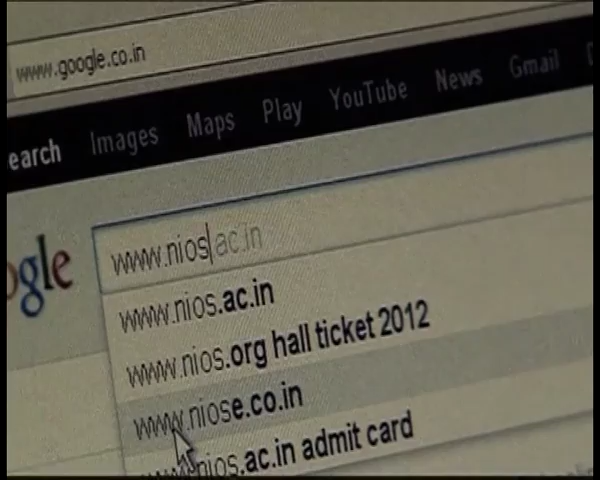 www.google.co.in
earch Images Maps Play YouTube News Gmail D
ogle
www.nios.ac.in
www.nios.ac.in
www.nios.org hall ticket 2012
www.niose.co.in
www.nios.ac.in admit card